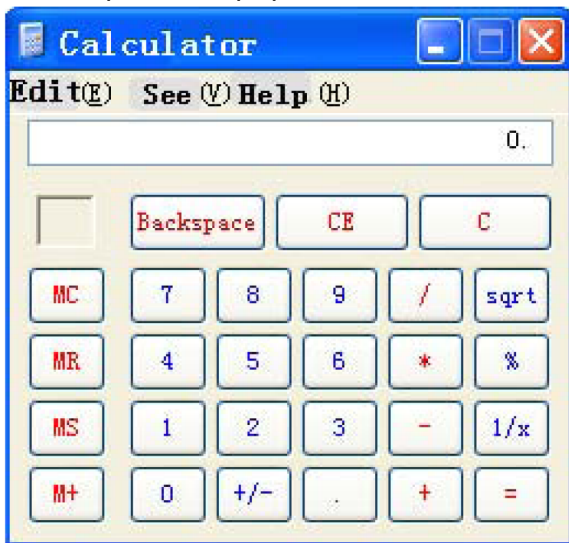 Calculator
Edit(E) See (V) Help (H)
0.
Backspace CE C
MC 7 8 9 / sqrt
MR 4 5 6 * %
MS 1 2 3 - 1/x
M+ 0 +/- . + =